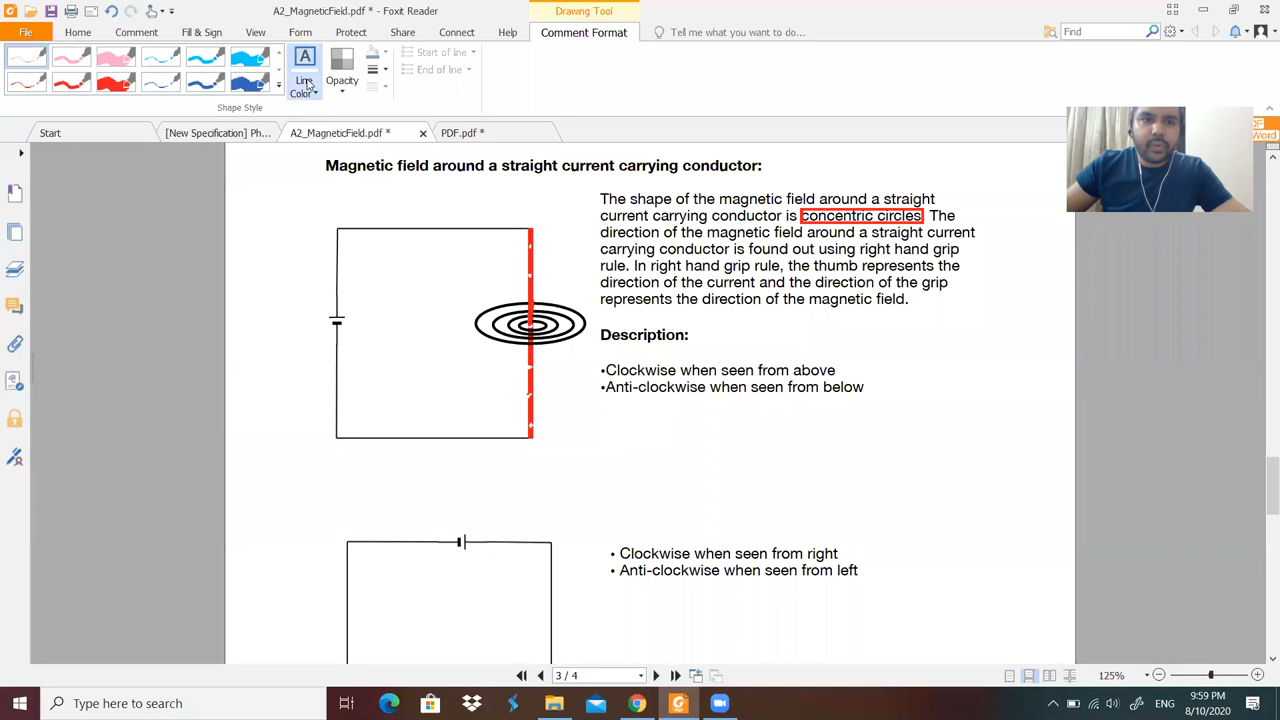 A2_MagneticField.pdf * - Foxit Reader
Drawing Tool
File
Home
Comment
Fill & Sign
View
Form
Protect
Share
Connect
Help
Comment Format
Tell me what you want to do...
Find
Line
Color
Opacity
Start of line
End of line
Shape Style
Start
[New Specification] Ph...
A2_MagneticField.pdf *
PDF.pdf *
Word
Magnetic field around a straight current carrying conductor:
The shape of the magnetic field around a straight
current carrying conductor is concentric circles. The
direction of the magnetic field around a straight current
carrying conductor is found out using right hand grip
rule. In right hand grip rule, the thumb represents the
direction of the current and the direction of the grip
represents the direction of the magnetic field.
Description:
•Clockwise when seen from above
•Anti-clockwise when seen from below
• Clockwise when seen from right
• Anti-clockwise when seen from left
3 / 4
125%
Type here to search
ENG
9:59 PM
8/10/2020